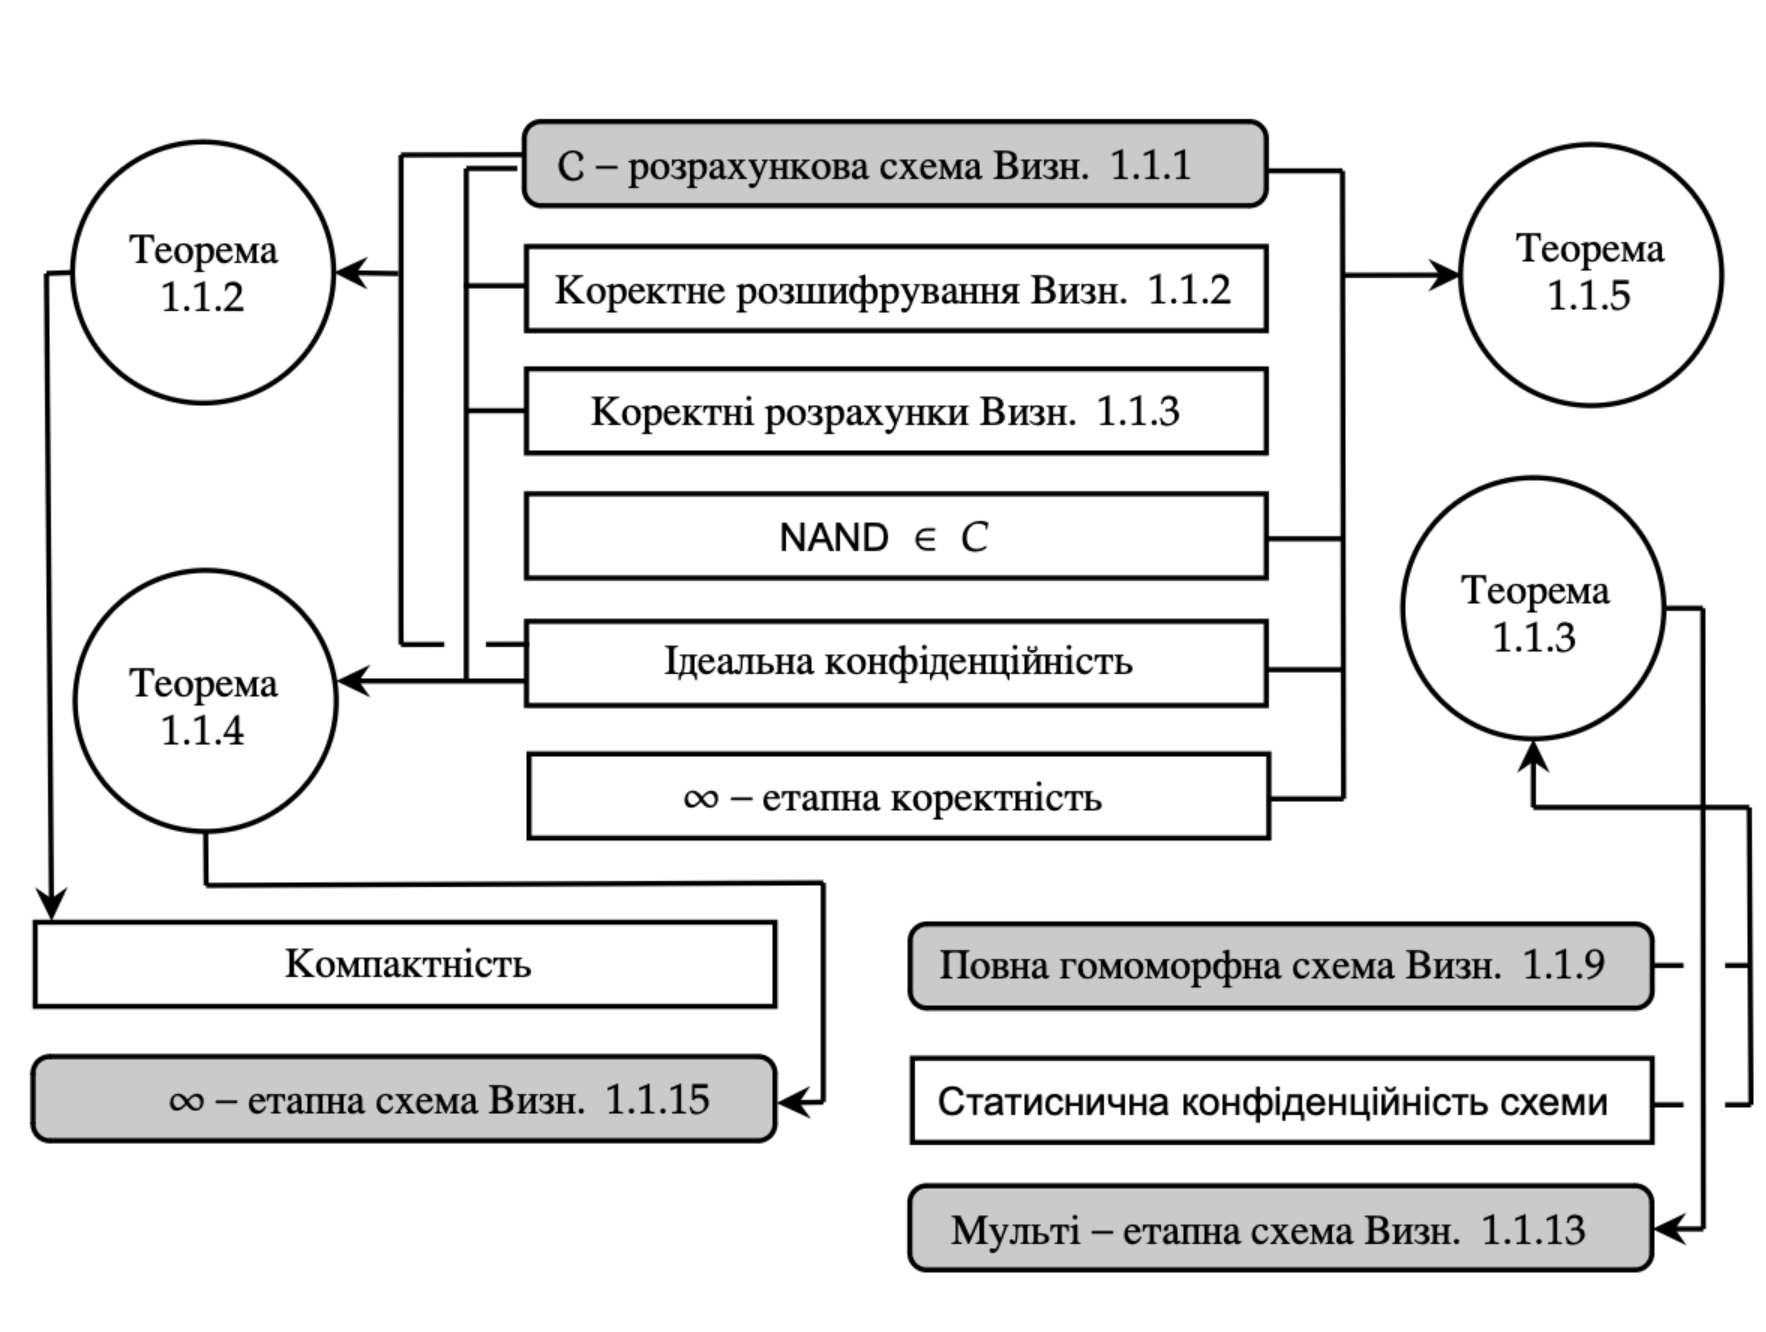 С – розрахункова схема Визн. 1.1.1
Теорема
1.1.2
Коректне розшифрування Визн. 1.1.2
Теорема
1.1.5
Коректні розрахунки Визн. 1.1.3
NAND ∈ C
Теорема
1.1.3
Ідеальна конфіденційність
Теорема
1.1.4
∞ – етапна коректність
Компактність
Повна гомоморфна схема Визн. 1.1.9
∞ – етапна схема Визн. 1.1.15
Статиснична конфіденційність схеми
Мульті – етапна схема Визн. 1.1.13